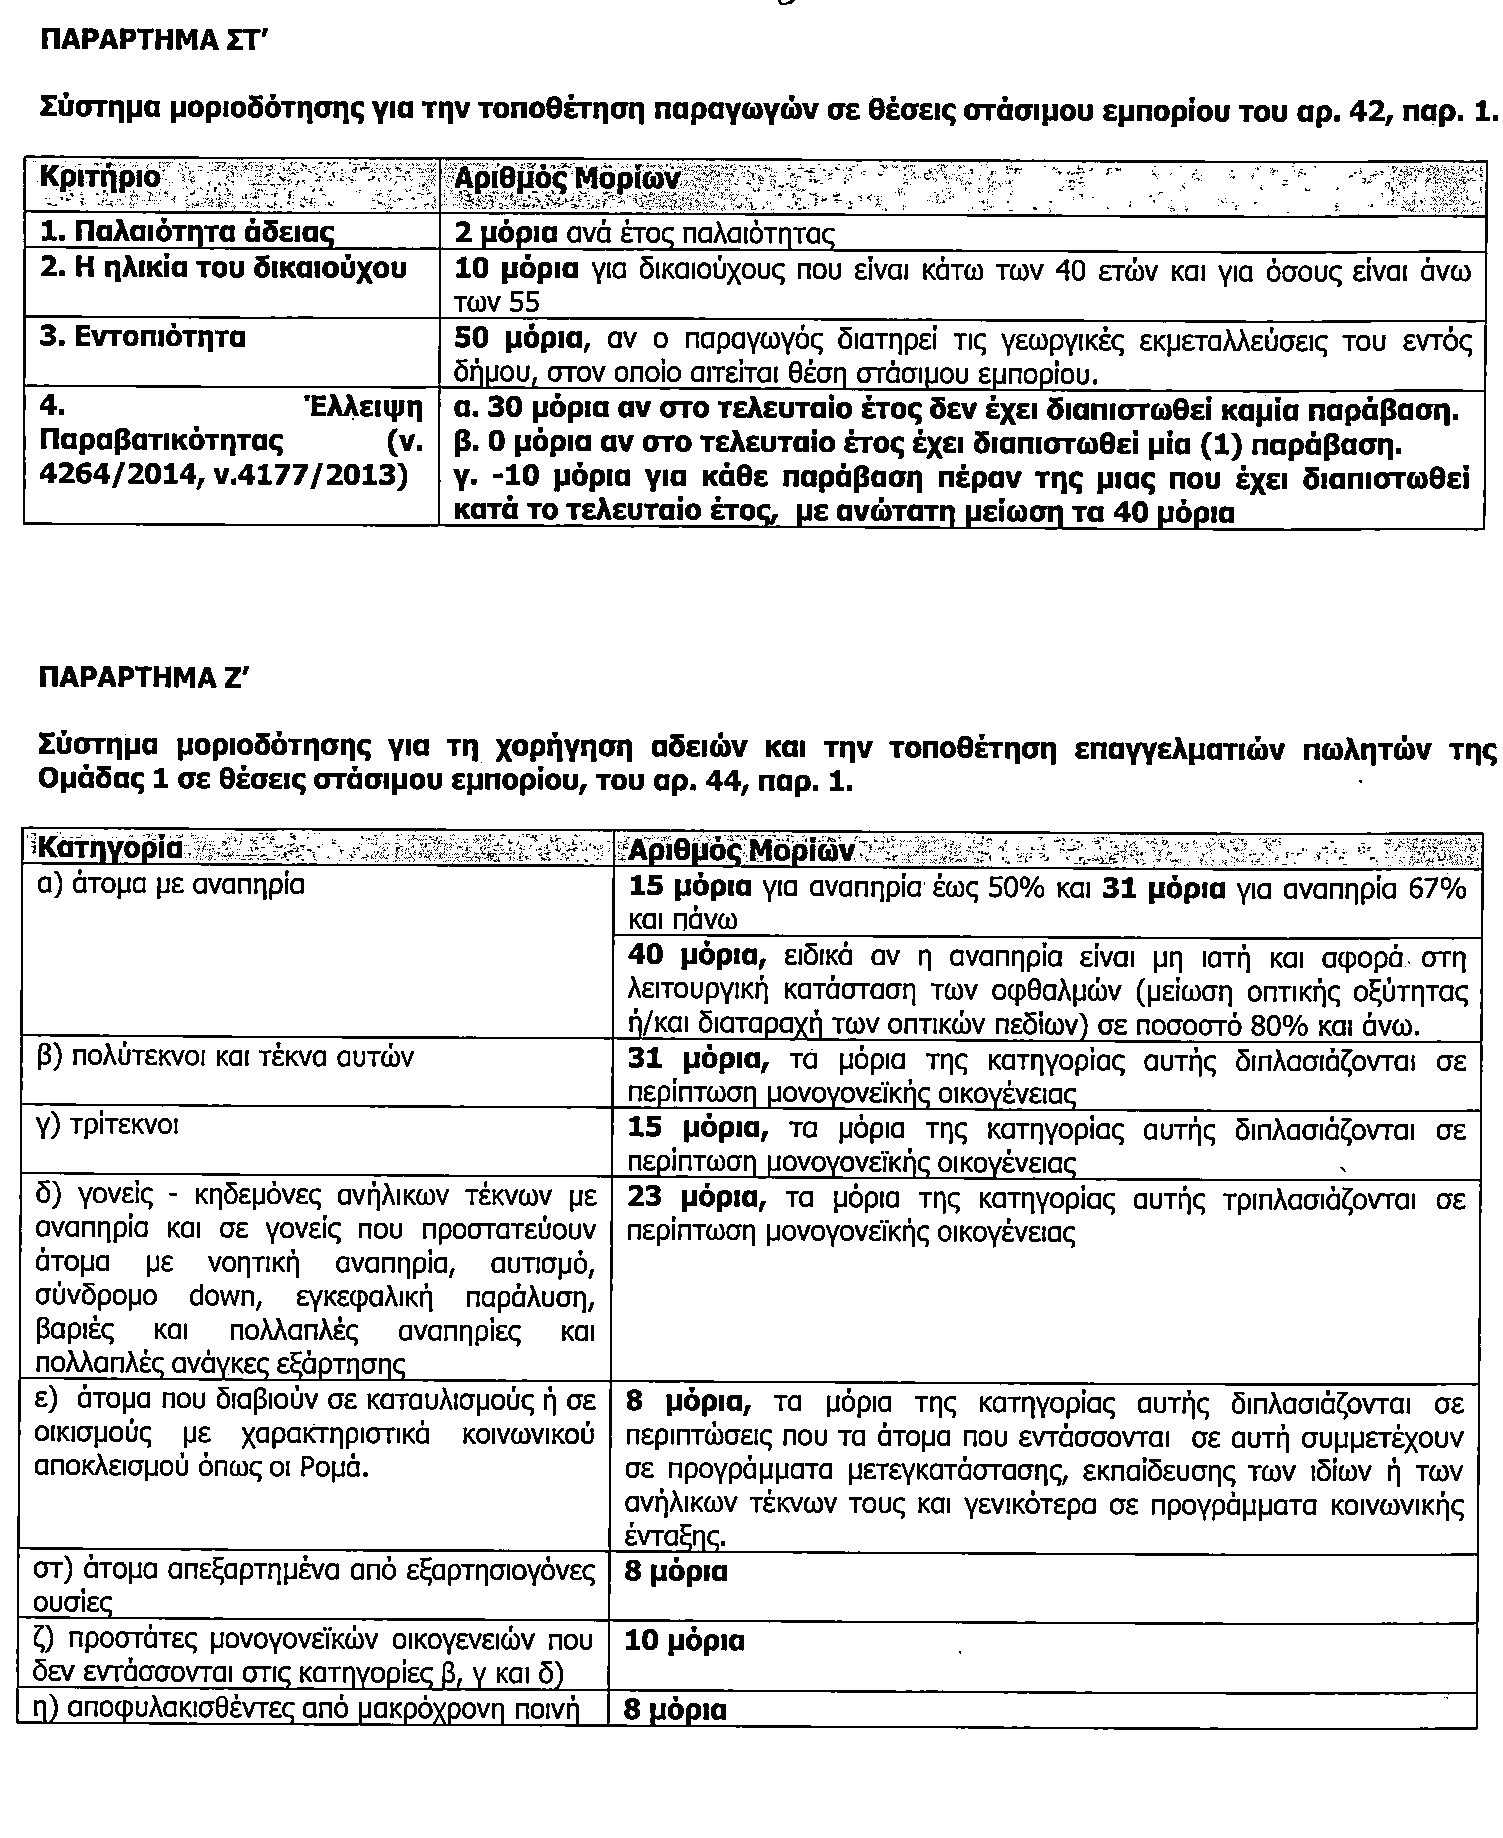 ΠΑΡΑΡΤΗΜΑ ΣΤ'
Σύστημα μοριοδότησης για την τοποθέτηση παραγωγών σε θέσεις στάσιμου εμπορίου του αρ. 42, παρ. 1.
Κριτήριο
Αριθμός Μορίων
1. Παλαιότητα άδειας
2 μόρια ανά έτος παλαιότητας
2. Η ηλικία του δικαιούχου
10 μόρια για δικαιούχους που είναι κάτω των 40 ετών και για όσους είναι άνω
των 55
3. Εντοπιότητα
50 μόρια, αν ο παραγωγός διατηρεί τις γεωργικές εκμεταλλεύσεις του εντός
δήμου, στον οποίο αιτείται θέση στάσιμου εμπορίου.
4. Έλλειψη
Παραβατικότητας (ν.
4264/2014, ν.4177/2013)
α. 30 μόρια αν στο τελευταίο έτος δεν έχει διαπιστωθεί καμία παράβαση.
β. 0 μόρια αν στο τελευταίο έτος έχει διαπιστωθεί μία (1) παράβαση.
γ. -10 μόρια για κάθε παράβαση πέραν της μιας που έχει διαπιστωθεί
κατά το τελευταίο έτος, με ανώτατη μείωση τα 40 μόρια
ΠΑΡΑΡΤΗΜΑ Ζ'
Σύστημα μοριοδότησης για τη χορήγηση αδειών και την τοποθέτηση επαγγελματιών πωλητών της
Ομάδας 1 σε θέσεις στάσιμου εμπορίου, του αρ. 44, παρ. 1.
Κατηγορία
Αριθμός Μορίων
α) άτομα με αναπηρία
15 μόρια για αναπηρία έως 50% και 31 μόρια για αναπηρία 67%
και πάνω
40 μόρια, ειδικά αν η αναπηρία είναι μη ιατή και αφορά στη
λειτουργική κατάσταση των οφθαλμών (μείωση οπτικής οξύτητας
ή/και διαταραχή των οπτικών πεδίων) σε ποσοστό 80% και άνω.
β) πολύτεκνοι και τέκνα αυτών
31 μόρια, τα μόρια της κατηγορίας αυτής διπλασιάζονται σε
περίπτωση μονογονεϊκής οικογένειας
γ) τρίτεκνοι
15 μόρια, τα μόρια της κατηγορίας αυτής διπλασιάζονται σε
περίπτωση μονογονεϊκής οικογένειας
δ) γονείς - κηδεμόνες ανήλικων τέκνων με
αναπηρία και σε γονείς που προστατεύουν
άτομα με νοητική αναπηρία, αυτισμό,
σύνδρομο down, εγκεφαλική παράλυση,
βαριές και πολλαπλές αναπηρίες και
πολλαπλές ανάγκες εξάρτησης
23 μόρια, τα μόρια της κατηγορίας αυτής τριπλασιάζονται σε
περίπτωση μονογονεϊκής οικογένειας
ε) άτομα που διαβιούν σε καταυλισμούς ή σε
οικισμούς με χαρακτηριστικά κοινωνικού
αποκλεισμού όπως οι Ρομά.
8 μόρια, τα μόρια της κατηγορίας αυτής διπλασιάζονται σε
περιπτώσεις που τα άτομα που εντάσσονται σε αυτή συμμετέχουν
σε προγράμματα μετεγκατάστασης, εκπαίδευσης των ιδίων ή των
ανήλικων τέκνων τους και γενικότερα σε προγράμματα κοινωνικής
ένταξης.
στ) άτομα απεξαρτημένα από εξαρτησιογόνες
ουσίες
8 μόρια
ζ) προστάτες μονογονεϊκών οικογενειών που
δεν εντάσσονται στις κατηγορίες β, γ και δ)
10 μόρια
η) αποφυλακισθέντες από μακρόχρονη ποινή
8 μόρια